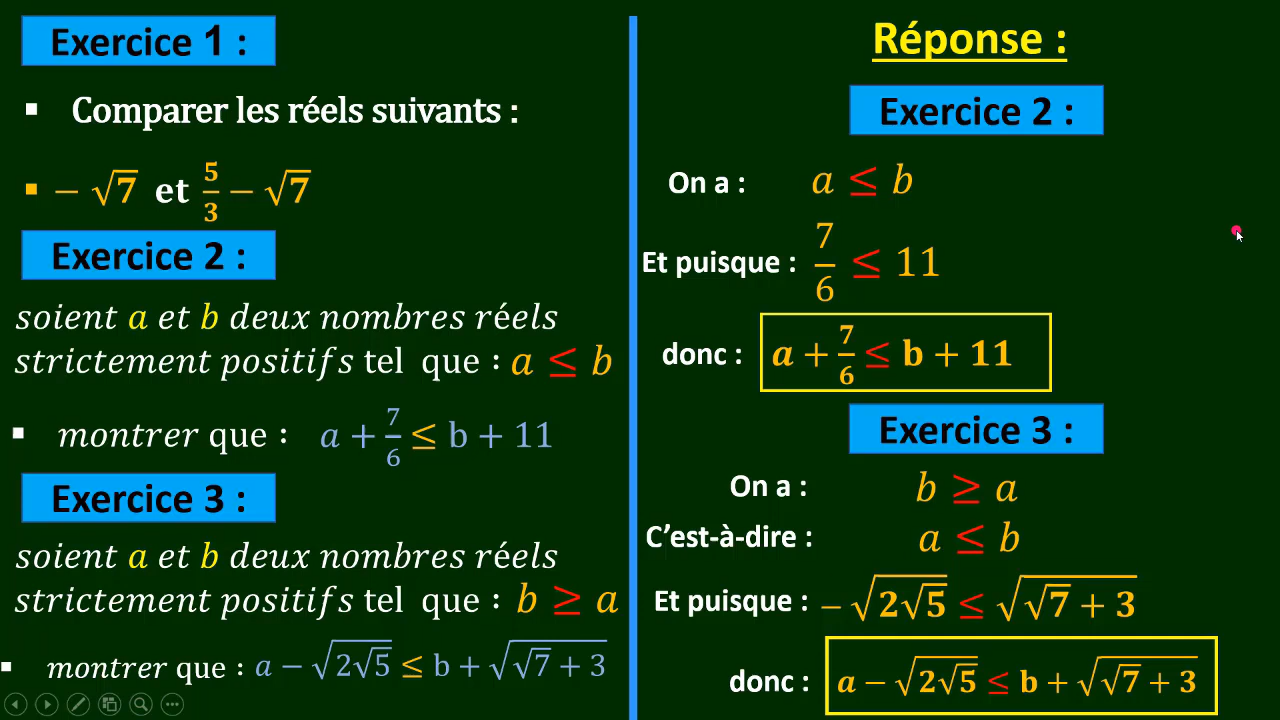 Exercice 1 :
▪ Comparer les réels suivants :
▪ − √7 et 5/3 − √7
Exercice 2 :
soient a et b deux nombres réels
strictement positifs tel que : a ≤ b
▪ montrer que : a + 7/6 ≤ b + 11
Exercice 3 :
soient a et b deux nombres réels
strictement positifs tel que : b ≥ a
▪ montrer que : a − √(2√5) ≤ b + √(√7 + 3)
Réponse :
Exercice 2 :
On a : a ≤ b
Et puisque : 7/6 ≤ 11
donc : a + 7/6 ≤ b + 11
Exercice 3 :
On a : b ≥ a
C’est-à-dire : a ≤ b
Et puisque : − √(2√5) ≤ √(√7 + 3)
donc : a − √(2√5) ≤ b + √(√7 + 3)